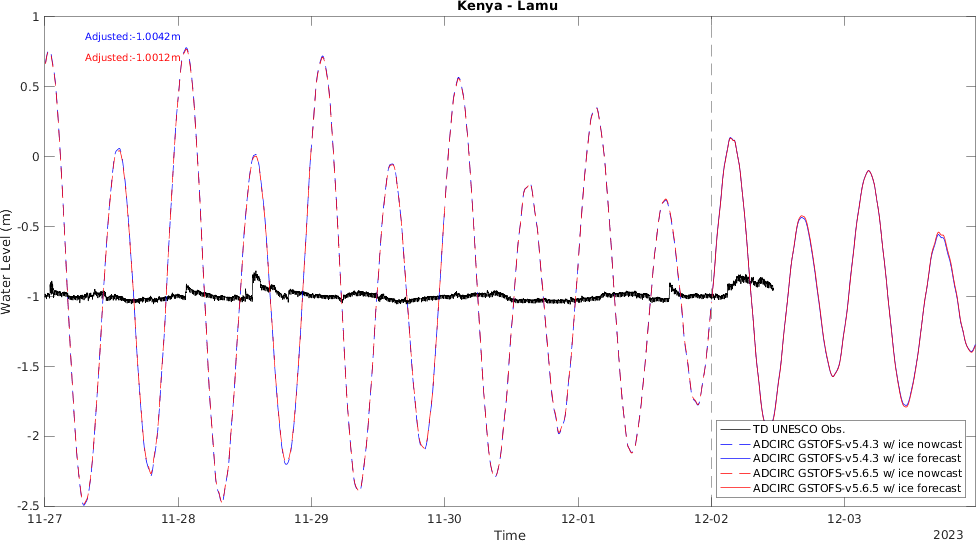 Kenya - Lamu
Adjusted:-1.0042m
Adjusted:-1.0012m
1
0.5
0
-0.5
-1
-1.5
-2
-2.5
Water Level (m)
11-27 11-28 11-29 11-30 12-01 12-02 12-03
Time
2023
TD UNESCO Obs.
ADCIRC GSTOFS-v5.4.3 w/ ice nowcast
ADCIRC GSTOFS-v5.4.3 w/ ice forecast
ADCIRC GSTOFS-v5.6.5 w/ ice nowcast
ADCIRC GSTOFS-v5.6.5 w/ ice forecast